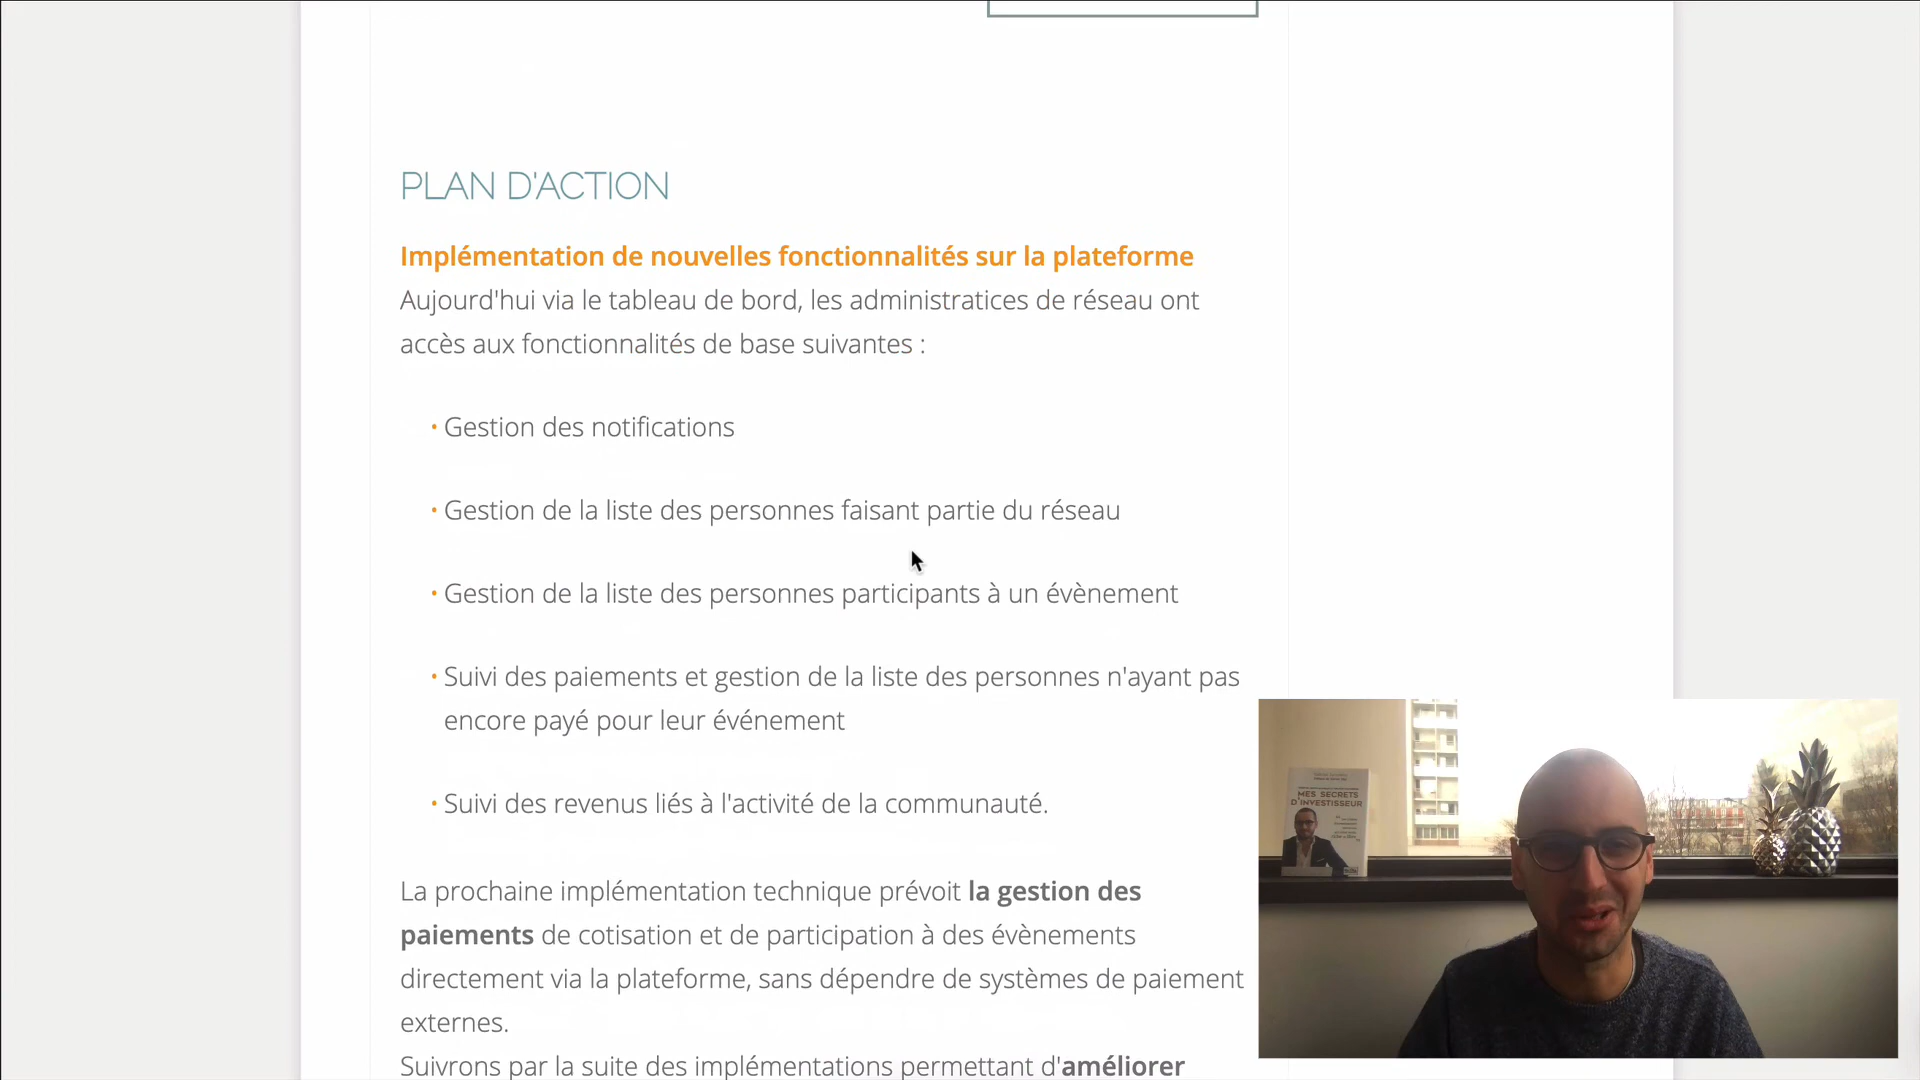 PLAN D'ACTION
Implémentation de nouvelles fonctionnalités sur la plateforme
Aujourd'hui via le tableau de bord, les administratices de réseau ont
accès aux fonctionnalités de base suivantes :
• Gestion des notifications
• Gestion de la liste des personnes faisant partie du réseau
• Gestion de la liste des personnes participants à un évènement
• Suivi des paiements et gestion de la liste des personnes n'ayant pas
encore payé pour leur événement
• Suivi des revenus liés à l'activité de la communauté.
La prochaine implémentation technique prévoit la gestion des
paiements de cotisation et de participation à des évènements
directement via la plateforme, sans dépendre de systèmes de paiement
externes.
Suivrons par la suite des implémentations permettant d'améliorer
MES SECRETS
D'INVESTISSEUR